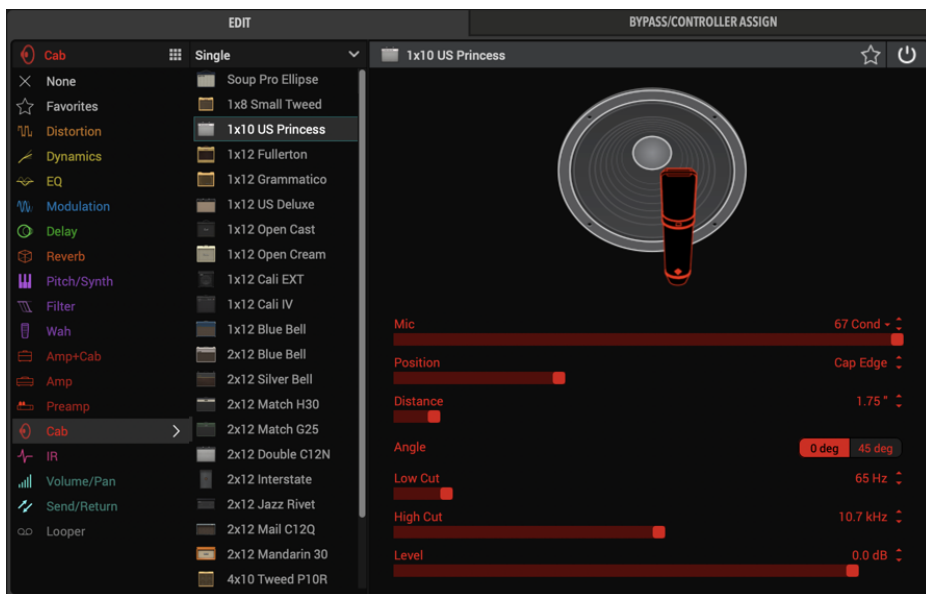 EDIT
BYPASS/CONTROLLER ASSIGN
Cab
Single
1x10 US Princess
None
Favorites
Distortion
Dynamics
EQ
Modulation
Delay
Reverb
Pitch/Synth
Filter
Wah
Amp+Cab
Amp
Preamp
Cab
IR
Volume/Pan
Send/Return
Looper
Soup Pro Ellipse
1x8 Small Tweed
1x10 US Princess
1x12 Fullerton
1x12 Grammatico
1x12 US Deluxe
1x12 Open Cast
1x12 Open Cream
1x12 Cali EXT
1x12 Cali IV
1x12 Blue Bell
2x12 Blue Bell
2x12 Silver Bell
2x12 Match H30
2x12 Match G25
2x12 Double C12N
2x12 Interstate
2x12 Jazz Rivet
2x12 Mail C12Q
2x12 Mandarin 30
4x10 Tweed P10R
Mic 67 Cond
Position Cap Edge
Distance 1.75 "
Angle 0 deg 45 deg
Low Cut 65 Hz
High Cut 10.7 kHz
Level 0.0 dB